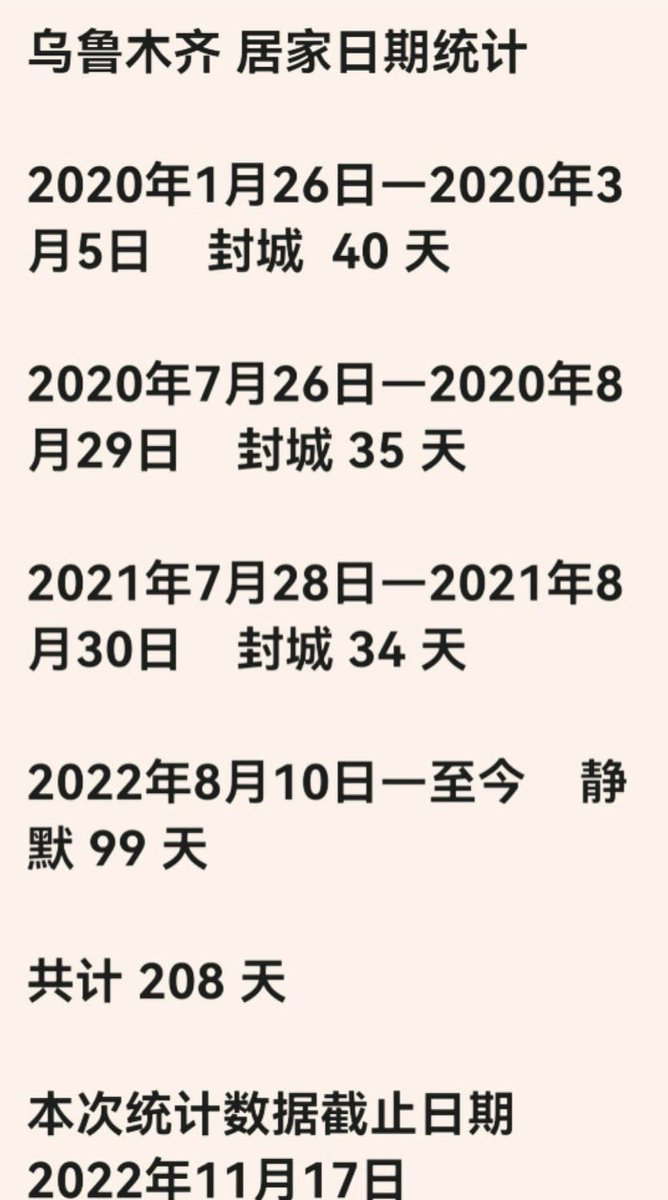 乌鲁木齐 居家日期统计
2020年1月26日—2020年3
月5日 封城 40 天
2020年7月26日—2020年8
月29日 封城 35 天
2021年7月28日—2021年8
月30日 封城 34 天
2022年8月10日—至今 静
默 99 天
共计 208 天
本次统计数据截止日期
2022年11月17日